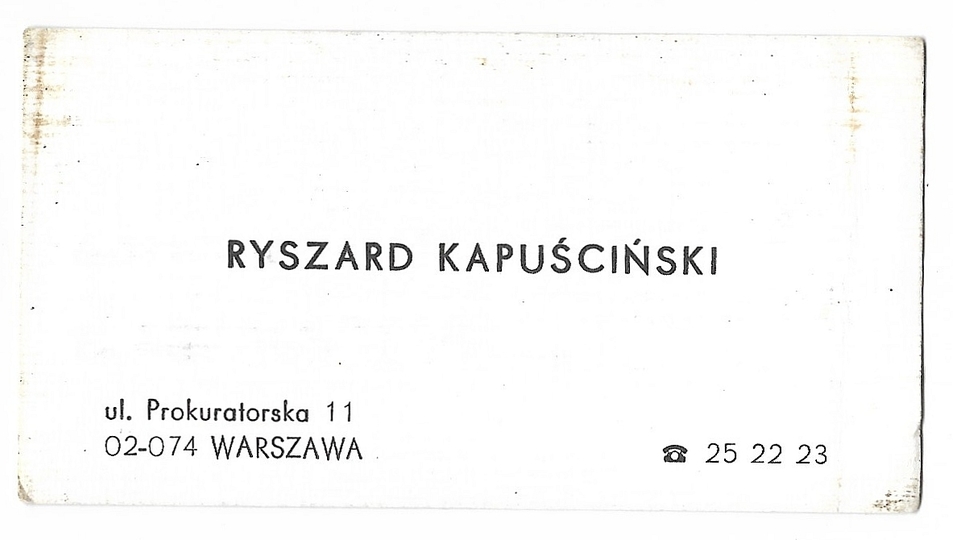 RYSZARD KAPUŚCIŃSKI
ul. Prokuratorska 11
02-074 WARSZAWA
☎ 25 22 23